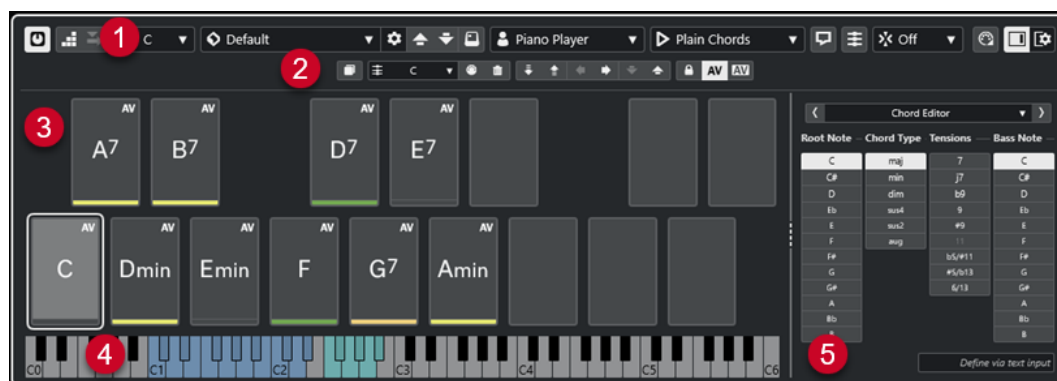 1 C Default Piano Player Plain Chords Off
2 C AV AV
3
AV AV AV AV
A7 B7 D7 E7
AV AV AV AV AV AV
C Dmin Emin F G7 Amin
4
C0 C1 C2 C3 C4 C5 C6
Chord Editor
Root Note Chord Type Tensions Bass Note
C maj 7 C
C# min j7 C#
D dim b9 D
Eb sus4 9 Eb
E sus2 #9 E
F aug 11 F
F# b5/#11 F#
G #5/b13 G
G# 6/13 G#
A A
Bb Bb
B B
5
Define via text input